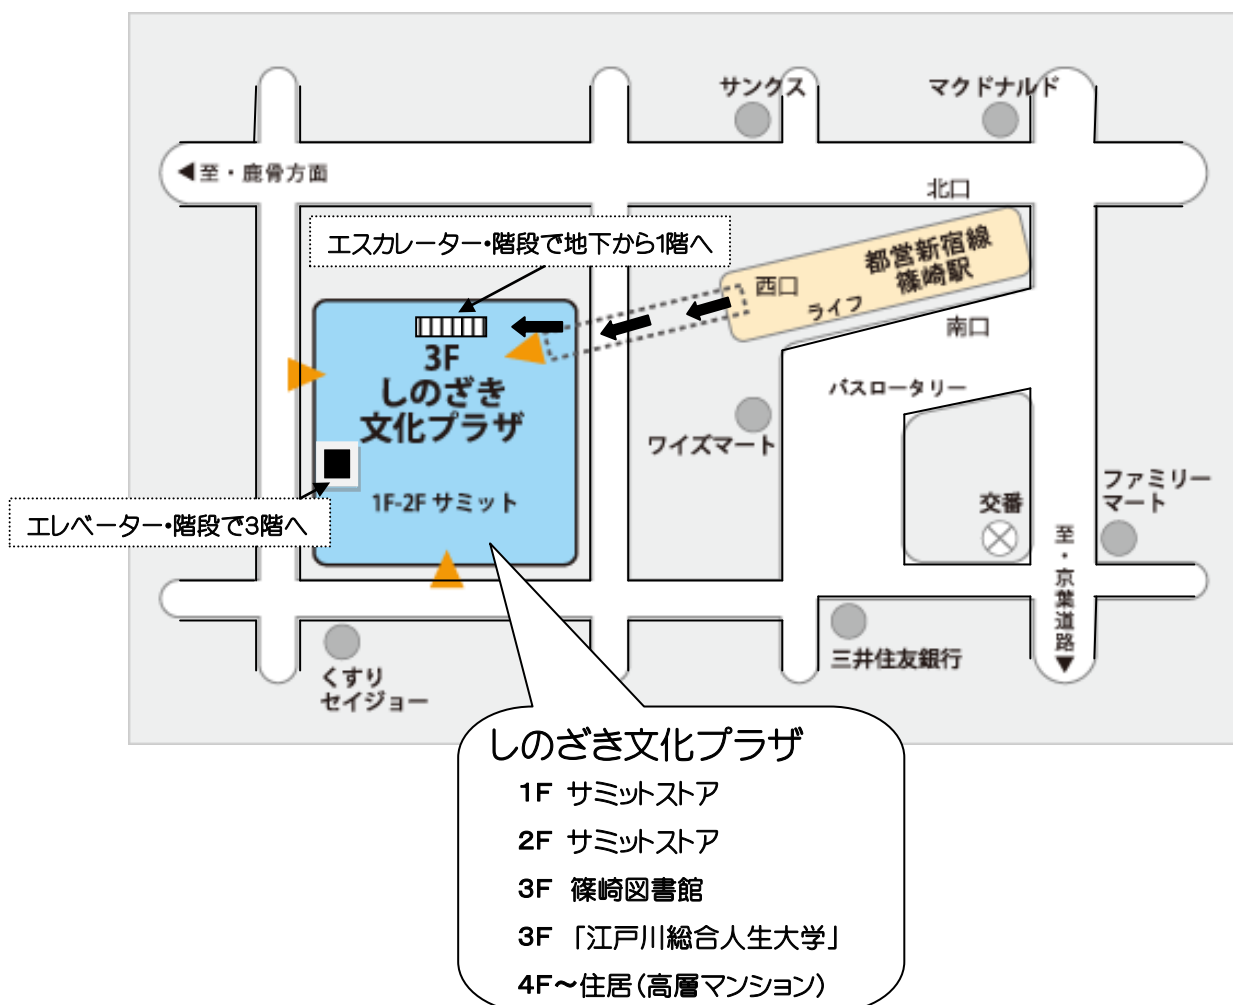 サンクス
マクドナルド
◀至・鹿骨方面
北口
エスカレーター・階段で地下から1階へ
都営新宿線
篠崎駅
西口
ライフ
南口
3F
しのざき
文化プラザ
バスロータリー
ワイズマート
1F-2F サミット
エレベーター・階段で3階へ
交番
ファミリー
マート
至・京葉道路▼
三井住友銀行
くすり
セイジョー
しのざき文化プラザ
1F サミットストア
2F サミットストア
3F 篠崎図書館
3F 「江戸川総合人生大学」
4F～住居(高層マンション)